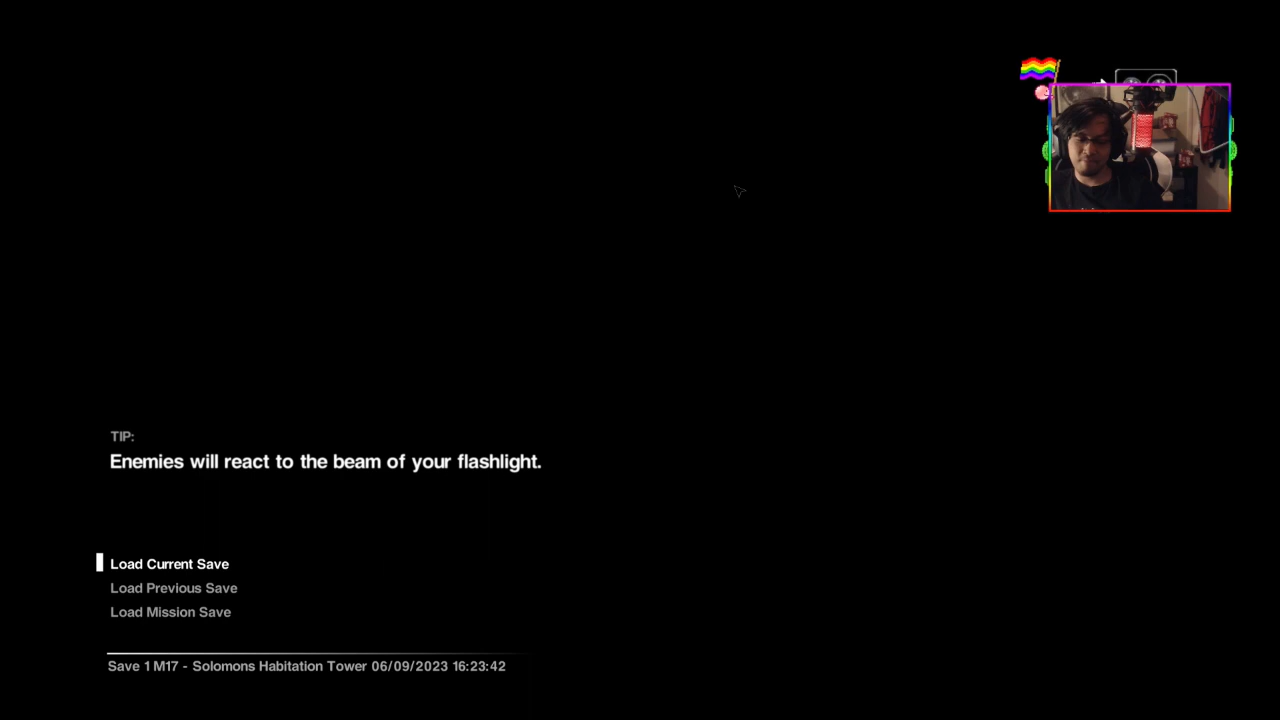 TIP:
Enemies will react to the beam of your flashlight.
Load Current Save
Load Previous Save
Load Mission Save
Save 1 M17 - Solomons Habitation Tower 06/09/2023 16:23:42